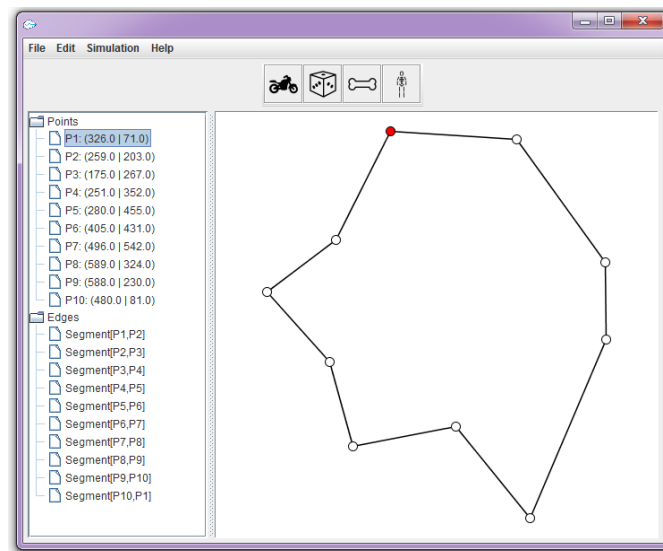 File Edit Simulation Help
Points
P1: (326.0 | 71.0)
P2: (259.0 | 203.0)
P3: (175.0 | 267.0)
P4: (251.0 | 352.0)
P5: (280.0 | 455.0)
P6: (405.0 | 431.0)
P7: (496.0 | 542.0)
P8: (589.0 | 324.0)
P9: (588.0 | 230.0)
P10: (480.0 | 81.0)
Edges
Segment[P1,P2]
Segment[P2,P3]
Segment[P3,P4]
Segment[P4,P5]
Segment[P5,P6]
Segment[P6,P7]
Segment[P7,P8]
Segment[P8,P9]
Segment[P9,P10]
Segment[P10,P1]